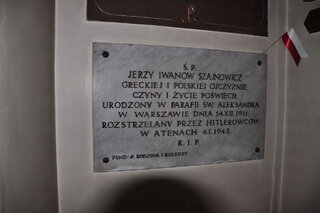 Ś. P.
JERZY IWANOW SZAJNOWICZ
GRECKIEJ I POLSKIEJ OJCZYŹNIE
CZYNY I ŻYCIE POŚWIĘCIŁ
URODZONY W PARAFII ŚW. ALEKSANDRA
W WARSZAWIE DNIA 14.XII.1911.
ROZSTRZELANY PRZEZ HITLEROWCÓW
W ATENACH 4.I.1943.
R. I. P.
FUND: RODZINA I KOLEDZY